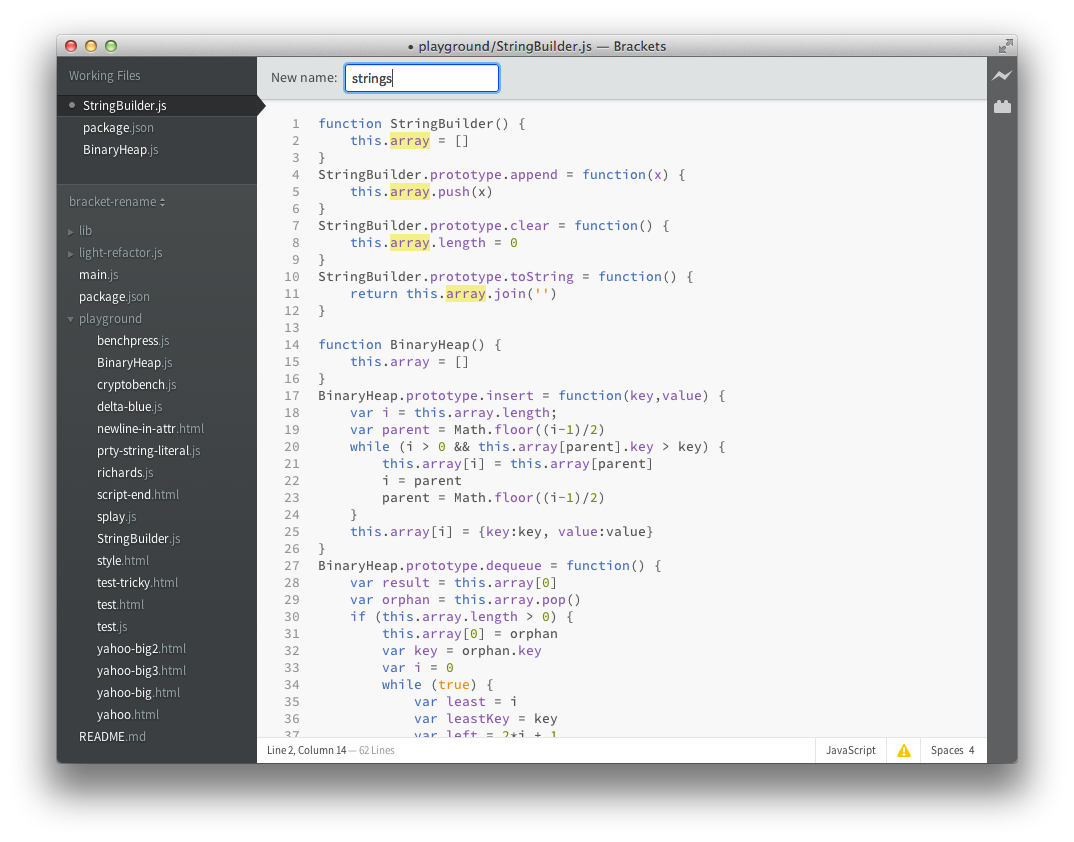 • playground/StringBuilder.js — Brackets
Working Files
StringBuilder.js
package.json
BinaryHeap.js
bracket-rename
lib
light-refactor.js
main.js
package.json
playground
benchpress.js
BinaryHeap.js
cryptobench.js
delta-blue.js
newline-in-attr.html
prty-string-literal.js
richards.js
script-end.html
splay.js
StringBuilder.js
style.html
test-tricky.html
test.html
test.js
yahoo-big2.html
yahoo-big3.html
yahoo-big.html
yahoo.html
README.md
New name: strings
1 function StringBuilder() {
2     this.array = []
3 }
4 StringBuilder.prototype.append = function(x) {
5     this.array.push(x)
6 }
7 StringBuilder.prototype.clear = function() {
8     this.array.length = 0
9 }
10 StringBuilder.prototype.toString = function() {
11     return this.array.join('')
12 }
13
14 function BinaryHeap() {
15     this.array = []
16 }
17 BinaryHeap.prototype.insert = function(key,value) {
18     var i = this.array.length;
19     var parent = Math.floor((i-1)/2)
20     while (i > 0 && this.array[parent].key > key) {
21         this.array[i] = this.array[parent]
22         i = parent
23         parent = Math.floor((i-1)/2)
24     }
25     this.array[i] = {key:key, value:value}
26 }
27 BinaryHeap.prototype.dequeue = function() {
28     var result = this.array[0]
29     var orphan = this.array.pop()
30     if (this.array.length > 0) {
31         this.array[0] = orphan
32         var key = orphan.key
33         var i = 0
34         while (true) {
35             var least = i
36             var leastKey = key
37             var left = 2*i + 1
Line 2, Column 14 — 62 Lines
JavaScript
Spaces 4